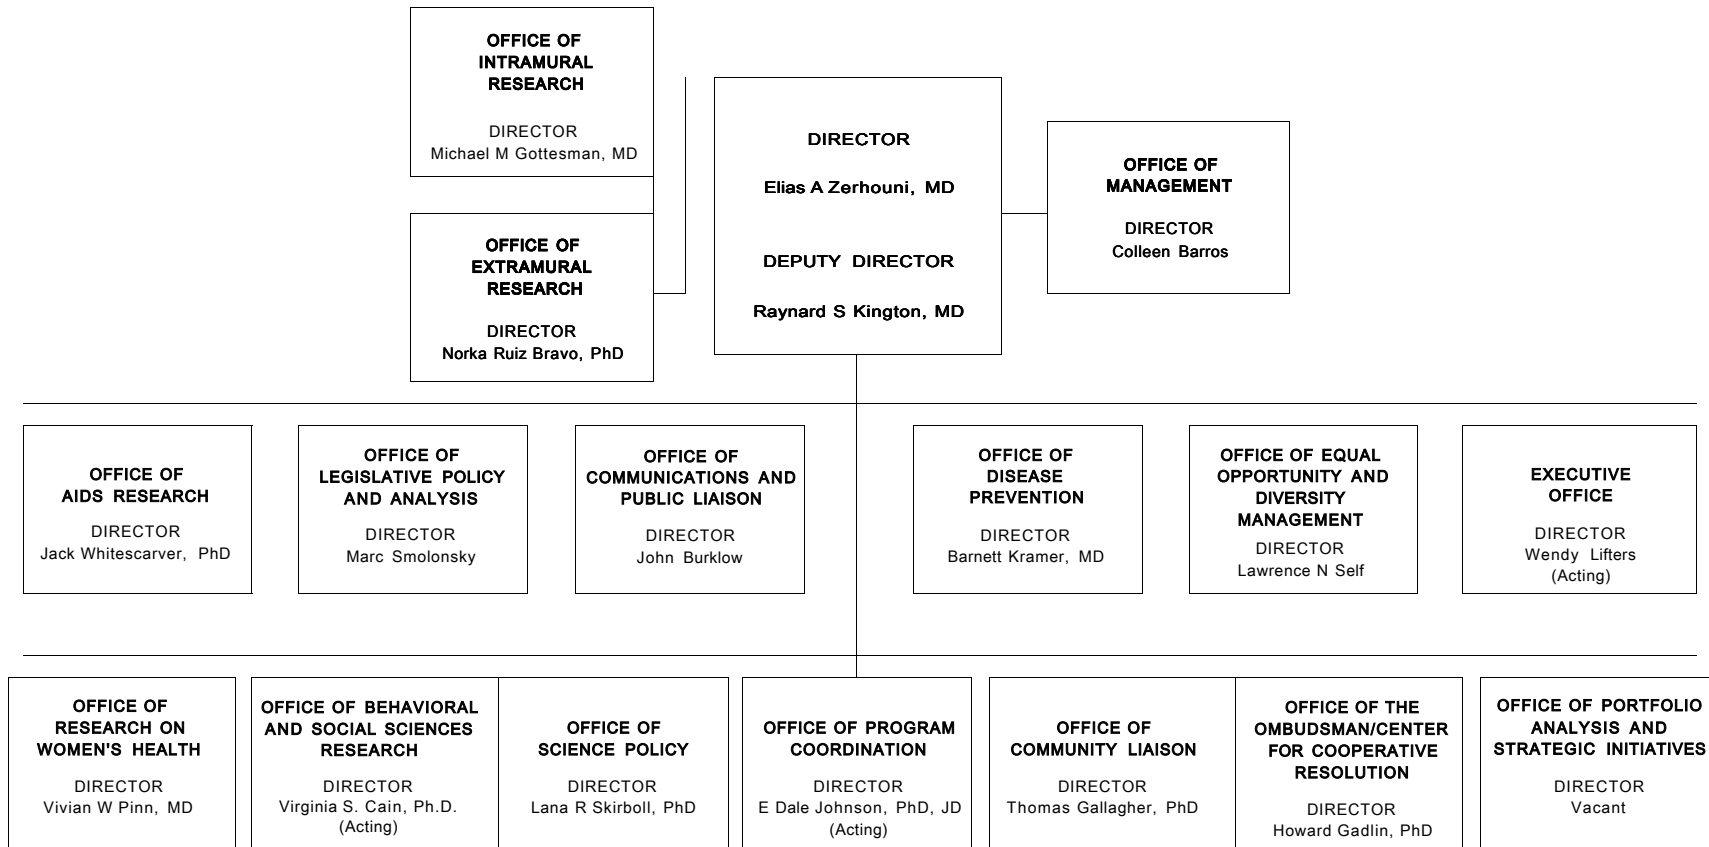 OFFICE OF
INTRAMURAL
RESEARCH
DIRECTOR
Michael M Gottesman, MD
OFFICE OF
EXTRAMURAL
RESEARCH
DIRECTOR
Norka Ruiz Bravo, PhD
DIRECTOR
Elias A Zerhouni, MD
DEPUTY DIRECTOR
Raynard S Kington, MD
OFFICE OF
MANAGEMENT
DIRECTOR
Colleen Barros
OFFICE OF
AIDS RESEARCH
DIRECTOR
Jack Whitescarver, PhD
OFFICE OF
LEGISLATIVE POLICY
AND ANALYSIS
DIRECTOR
Marc Smolonsky
OFFICE OF
COMMUNICATIONS AND
PUBLIC LIAISON
DIRECTOR
John Burklow
OFFICE OF
DISEASE
PREVENTION
DIRECTOR
Barnett Kramer, MD
OFFICE OF EQUAL
OPPORTUNITY AND
DIVERSITY
MANAGEMENT
DIRECTOR
Lawrence N Self
EXECUTIVE
OFFICE
DIRECTOR
Wendy Lifters
(Acting)
OFFICE OF
RESEARCH ON
WOMEN'S HEALTH
DIRECTOR
Vivian W Pinn, MD
OFFICE OF BEHAVIORAL
AND SOCIAL SCIENCES
RESEARCH
DIRECTOR
Virginia S. Cain, Ph.D.
(Acting)
OFFICE OF
SCIENCE POLICY
DIRECTOR
Lana R Skirboll, PhD
OFFICE OF PROGRAM
COORDINATION
DIRECTOR
E Dale Johnson, PhD, JD
(Acting)
OFFICE OF
COMMUNITY LIAISON
DIRECTOR
Thomas Gallagher, PhD
OFFICE OF THE
OMBUDSMAN/CENTER
FOR COOPERATIVE
RESOLUTION
DIRECTOR
Howard Gadlin, PhD
OFFICE OF PORTFOLIO
ANALYSIS AND
STRATEGIC INITIATIVES
DIRECTOR
Vacant